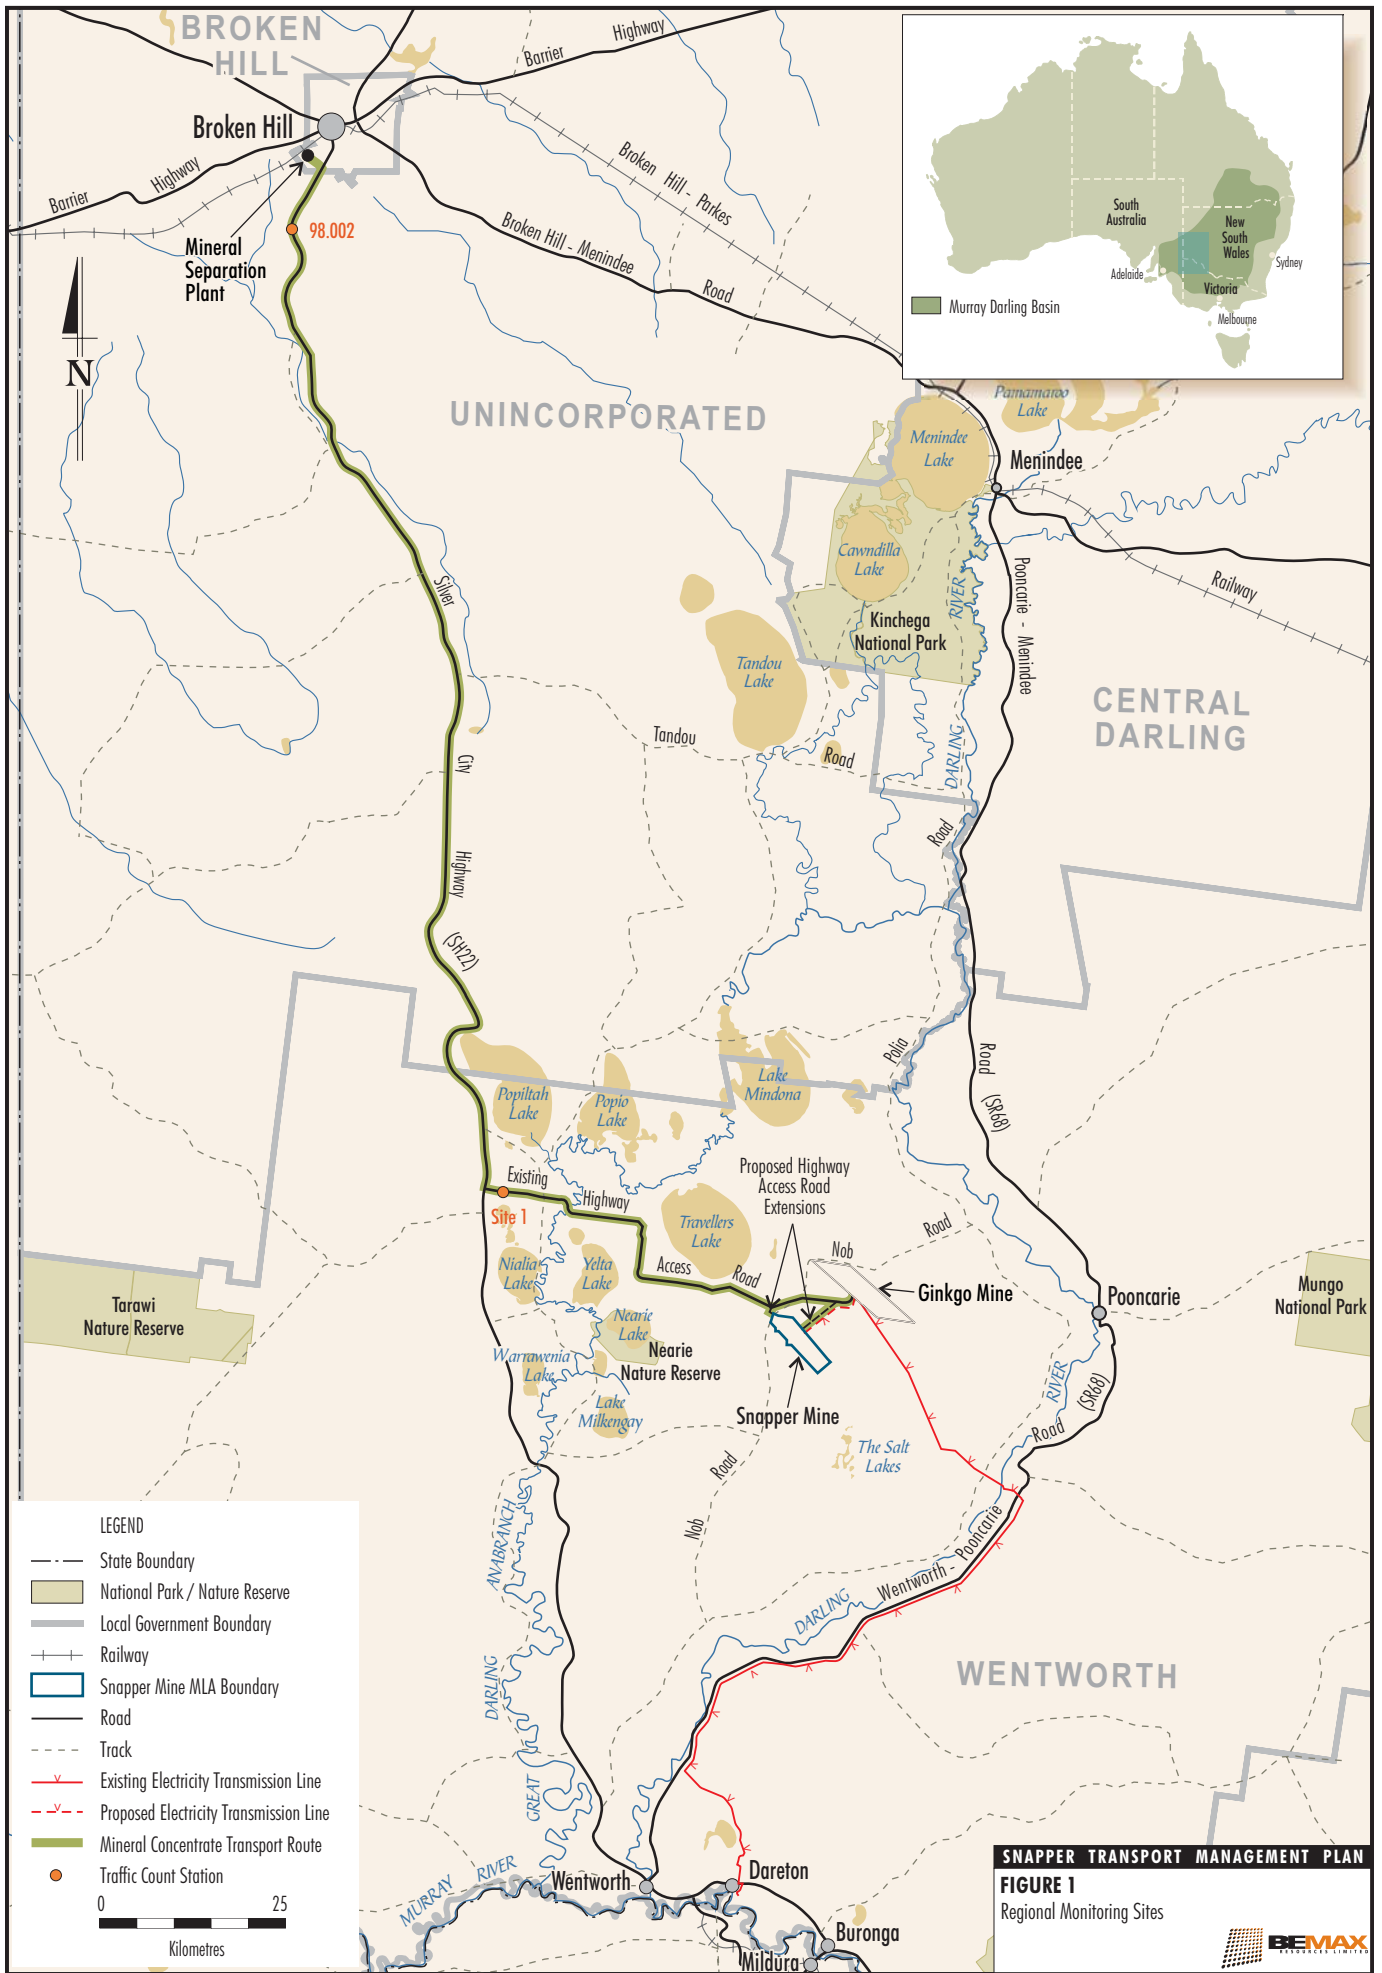 BROKEN
HILL
Barrier
Highway
Broken Hill
Barrier
Highway
Broken Hill - Parkes
Broken Hill - Menindee
Road
Mineral
Separation
Plant
98.002
N
South
Australia
New
South
Wales
Sydney
Adelaide
Victoria
Melbourne
Murray Darling Basin
UNINCORPORATED
Pamamaroo
Lake
Menindee
Lake
Menindee
Cawndilla
Lake
RIVER
Pooncarie - Menindee
Railway
Kinchega
National Park
Silver
Tandou
Lake
CENTRAL
DARLING
Tandou
Road
DARLING
City
Road
Highway
(SH22)
Polia
Road
(SR68)
Popiltah
Lake
Popio
Lake
Lake
Mindona
Proposed Highway
Access Road
Extensions
Existing
Highway
Site 1
Travellers
Lake
Nob
Road
Access
Road
Nialia
Lake
Yelta
Lake
Ginkgo Mine
Pooncarie
Mungo
National Park
Tarawi
Nature Reserve
Nearie
Lake
Nearie
Nature Reserve
Warrawenia
Lake
Lake
Milkengay
Snapper Mine
RIVER
(SR68)
Road
The Salt
Lakes
Road
Nob
Wentworth - Pooncarie
DARLING
ANABRANCH
DARLING
GREAT
WENTWORTH
LEGEND
State Boundary
National Park / Nature Reserve
Local Government Boundary
Railway
Snapper Mine MLA Boundary
Road
Track
Existing Electricity Transmission Line
Proposed Electricity Transmission Line
Mineral Concentrate Transport Route
Traffic Count Station
0 25
Kilometres
MURRAY RIVER
Wentworth
Dareton
Buronga
Mildura
SNAPPER TRANSPORT MANAGEMENT PLAN
FIGURE 1
Regional Monitoring Sites
BEMAX
RESOURCES LIMITED